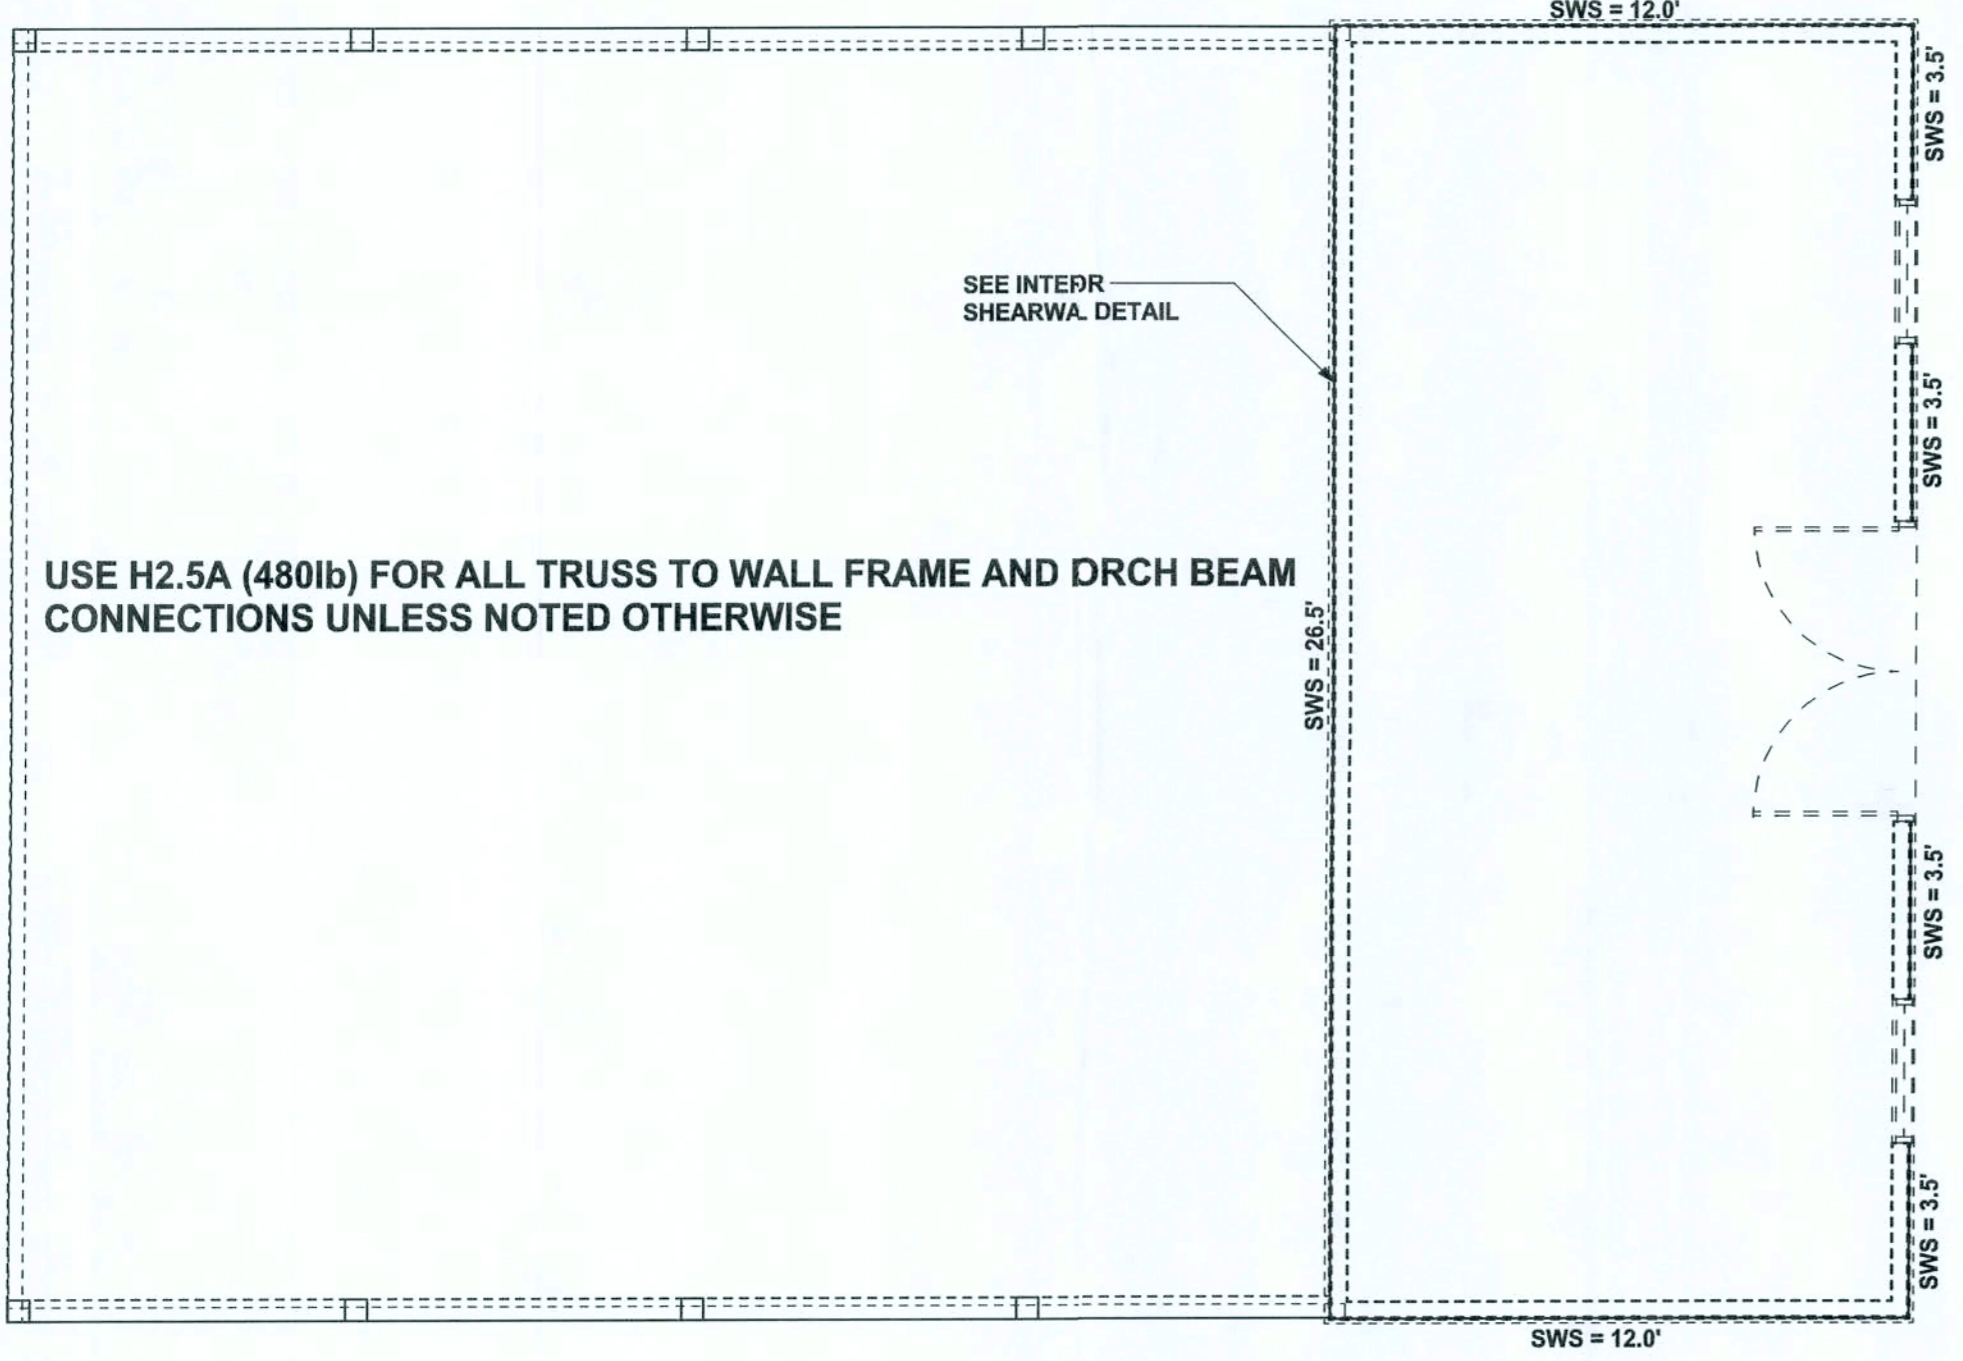 SWS = 12.0'
SWS = 3.5'
SEE INTEDR
SHEARWA. DETAIL
SWS = 3.5'
USE H2.5A (480lb) FOR ALL TRUSS TO WALL FRAME AND DRCH BEAM
CONNECTIONS UNLESS NOTED OTHERWISE
SWS = 26.5'
SWS = 3.5'
SWS = 3.5'
SWS = 12.0'